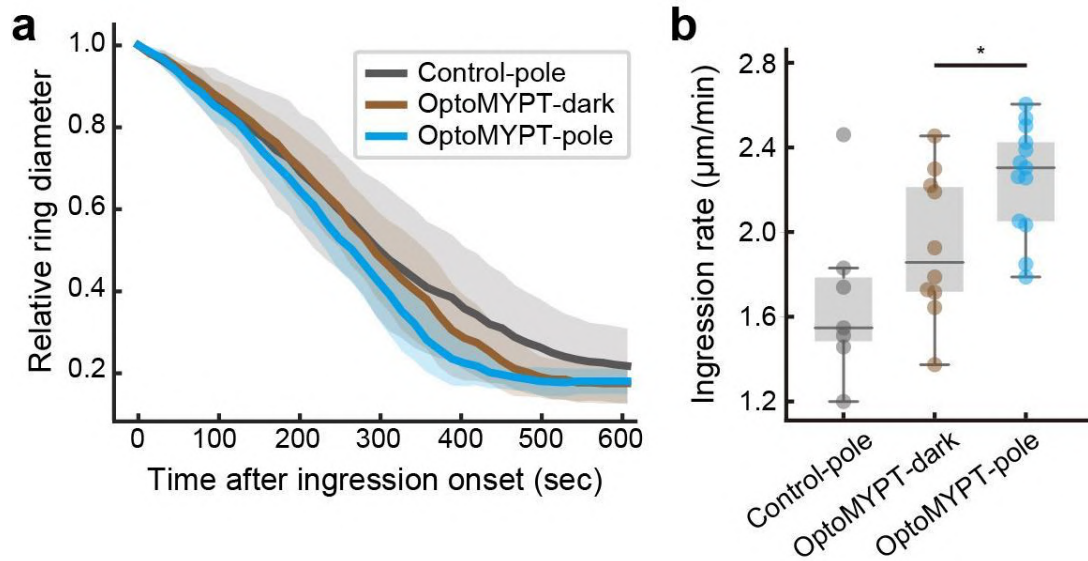 a
1.0
0.8
0.6
0.4
0.2
Relative ring diameter
Control-pole
OptoMYPT-dark
OptoMYPT-pole
0 100 200 300 400 500 600
Time after ingression onset (sec)
b
*
2.8
2.4
2.0
1.6
1.2
Ingression rate (μm/min)
Control-pole
OptoMYPT-dark
OptoMYPT-pole